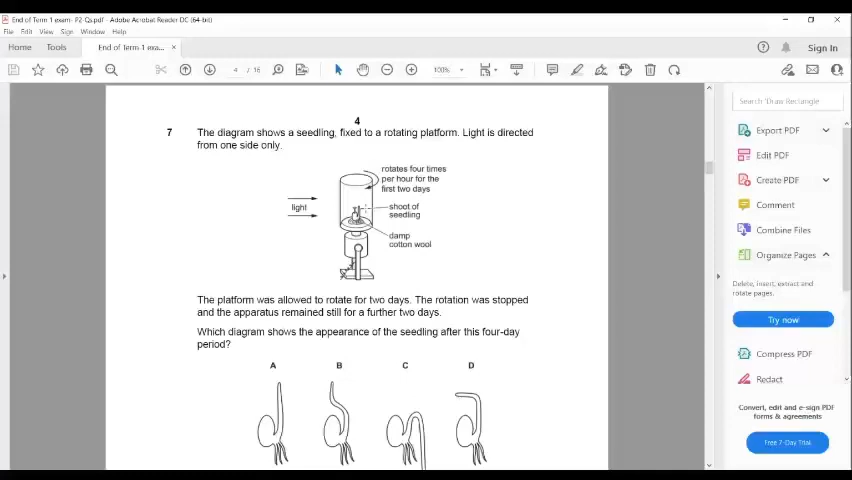 End of Term 1 exam- P2-Qs.pdf - Adobe Acrobat Reader DC (64-bit)
File Edit View Sign Window Help
Home Tools End of Term-1 exa... × Sign In
4 / 16 100%
4
7 The diagram shows a seedling, fixed to a rotating platform. Light is directed
from one side only.
rotates four times
per hour for the
first two days
light
shoot of
seedling
damp
cotton wool
The platform was allowed to rotate for two days. The rotation was stopped
and the apparatus remained still for a further two days.
Which diagram shows the appearance of the seedling after this four-day
period?
A B C D
Search 'Draw Rectangle'
Export PDF
Edit PDF
Create PDF
Comment
Combine Files
Organize Pages
Delete, insert, extract and
rotate pages.
Try now!
Compress PDF
Redact
Convert, edit and e-sign PDF
forms & agreements
Free 7-Day Trial